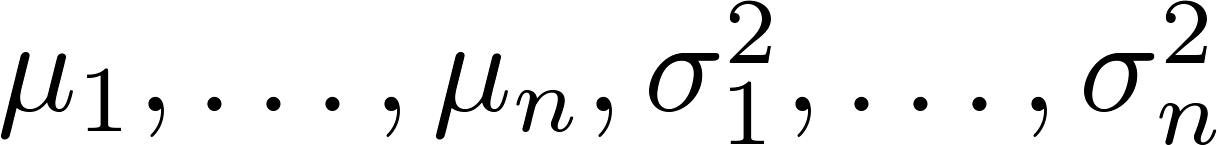 μ₁, . . . , μₙ, σ₁², . . . , σₙ²